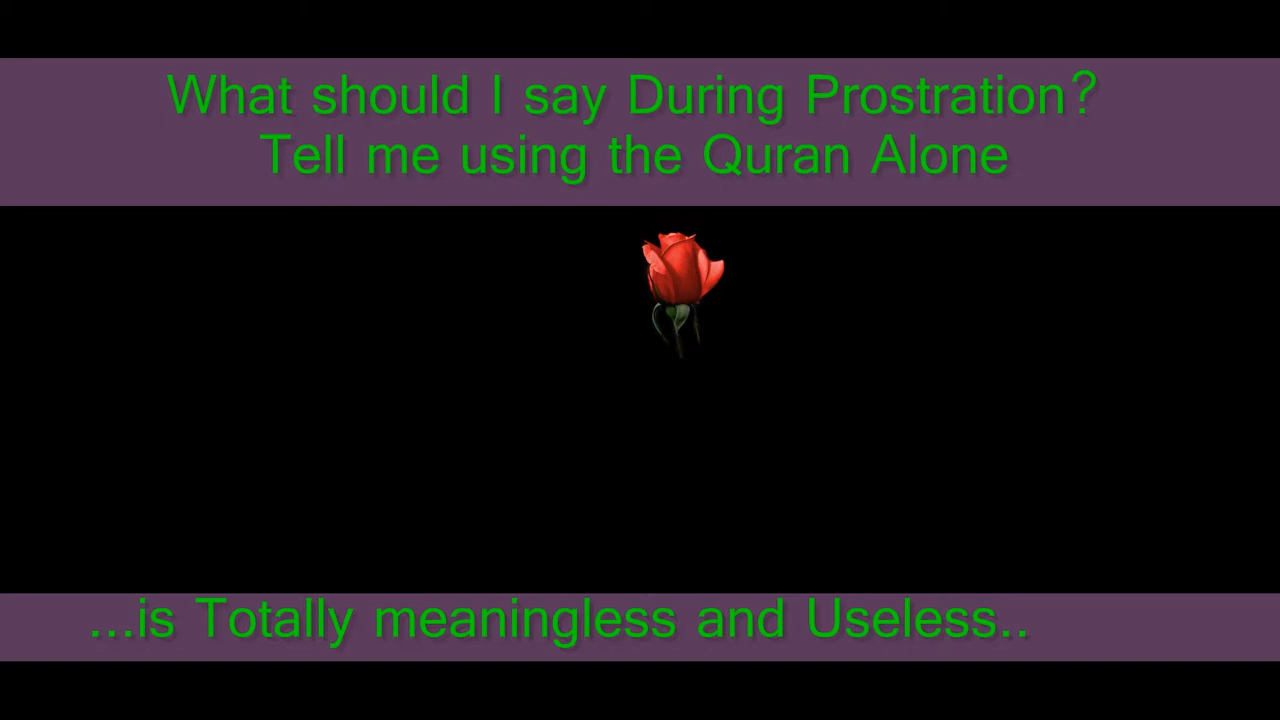 What should I say During Prostration?
Tell me using the Quran Alone
...is Totally meaningless and Useless..